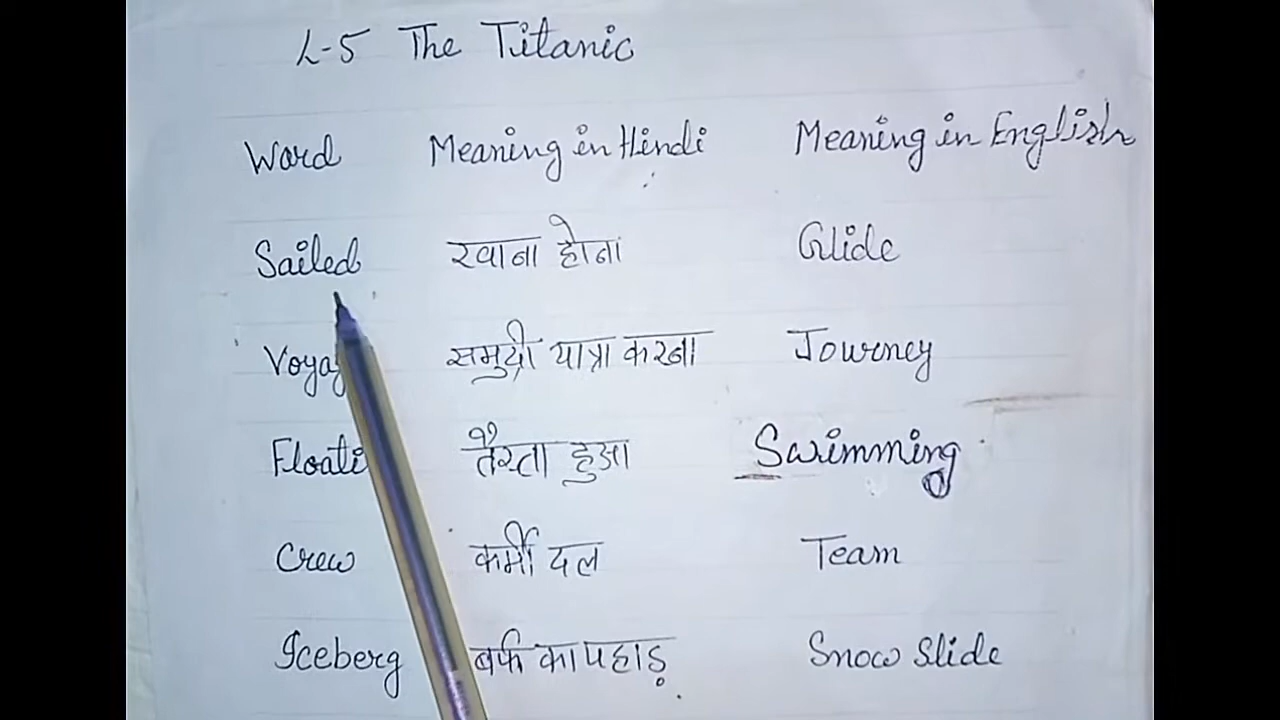 L-5 The Titanic
Word Meaning in Hindi Meaning in English
Sailed रवाना होना Glide
समुद्री यात्रा करना Journey
तैरता हुआ Swimming
Crew कर्मी दल Team
Iceberg बर्फ का पहाड़ Snow Slide